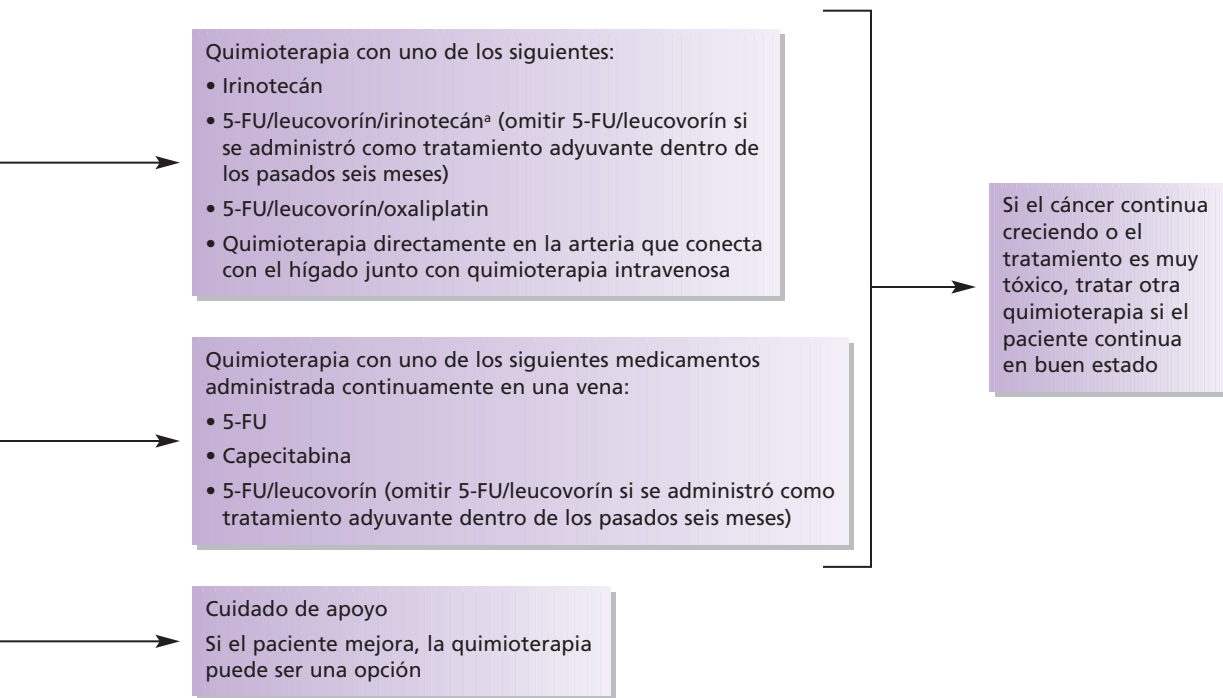 Quimioterapia con uno de los siguientes:
• Irinotecán
• 5-FU/leucovorín/irinotecánª (omitir 5-FU/leucovorín si
se administró como tratamiento adyuvante dentro de
los pasados seis meses)
• 5-FU/leucovorín/oxaliplatin
• Quimioterapia directamente en la arteria que conecta
con el hígado junto con quimioterapia intravenosa
Quimioterapia con uno de los siguientes medicamentos
administrada continuamente en una vena:
• 5-FU
• Capecitabina
• 5-FU/leucovorín (omitir 5-FU/leucovorín si se administró como
tratamiento adyuvante dentro de los pasados seis meses)
Cuidado de apoyo
Si el paciente mejora, la quimioterapia
puede ser una opción
Si el cáncer continua
creciendo o el
tratamiento es muy
tóxico, tratar otra
quimioterapia si el
paciente continua
en buen estado